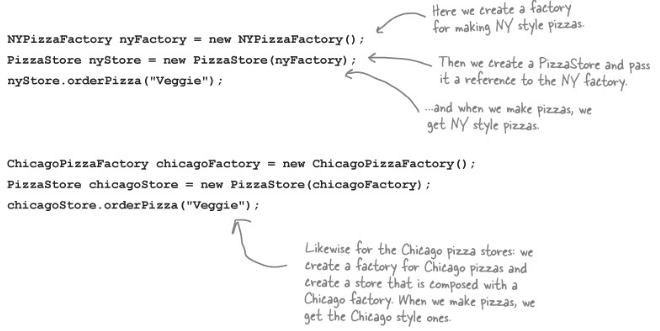 Here we create a factory
for making NY style pizzas.
NYPizzaFactory nyFactory = new NYPizzaFactory();
PizzaStore nyStore = new PizzaStore(nyFactory);
nyStore.orderPizza("Veggie");
Then we create a PizzaStore and pass
it a reference to the NY factory.
...and when we make pizzas, we
get NY style pizzas.
ChicagoPizzaFactory chicagoFactory = new ChicagoPizzaFactory();
PizzaStore chicagoStore = new PizzaStore(chicagoFactory);
chicagoStore.orderPizza("Veggie");
Likewise for the Chicago pizza stores: we
create a factory for Chicago pizzas and
create a store that is composed with a
Chicago factory. When we make pizzas, we
get the Chicago style ones.